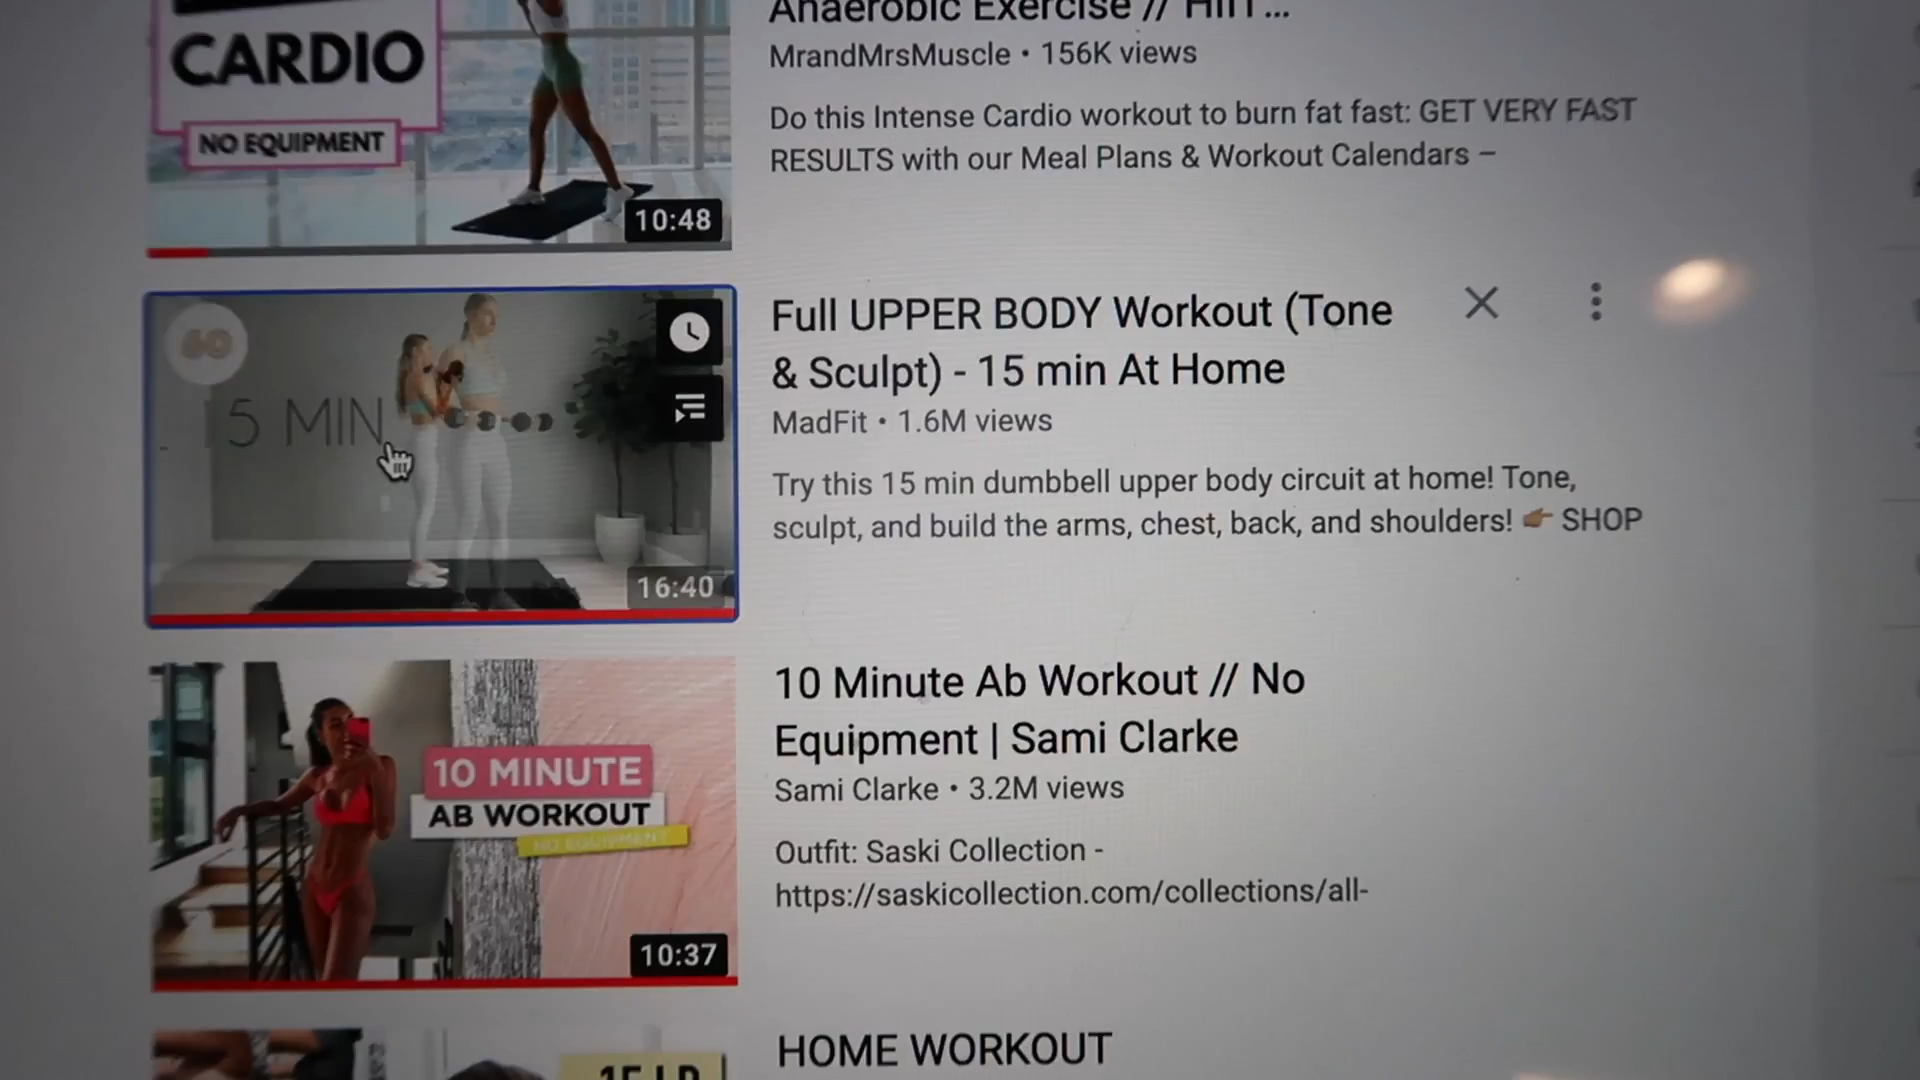 Anaerobic Exercise // HIIT...
CARDIO
NO EQUIPMENT
10:48
MrandMrsMuscle • 156K views
Do this Intense Cardio workout to burn fat fast: GET VERY FAST
RESULTS with our Meal Plans & Workout Calendars –
60
15 MIN
16:40
Full UPPER BODY Workout (Tone
& Sculpt) - 15 min At Home
MadFit • 1.6M views
Try this 15 min dumbbell upper body circuit at home! Tone,
sculpt, and build the arms, chest, back, and shoulders! 👉🏽 SHOP
10 MINUTE
AB WORKOUT
NO EQUIPMENT
10:37
10 Minute Ab Workout // No
Equipment | Sami Clarke
Sami Clarke • 3.2M views
Outfit: Saski Collection -
https://saskicollection.com/collections/all-
HOME WORKOUT